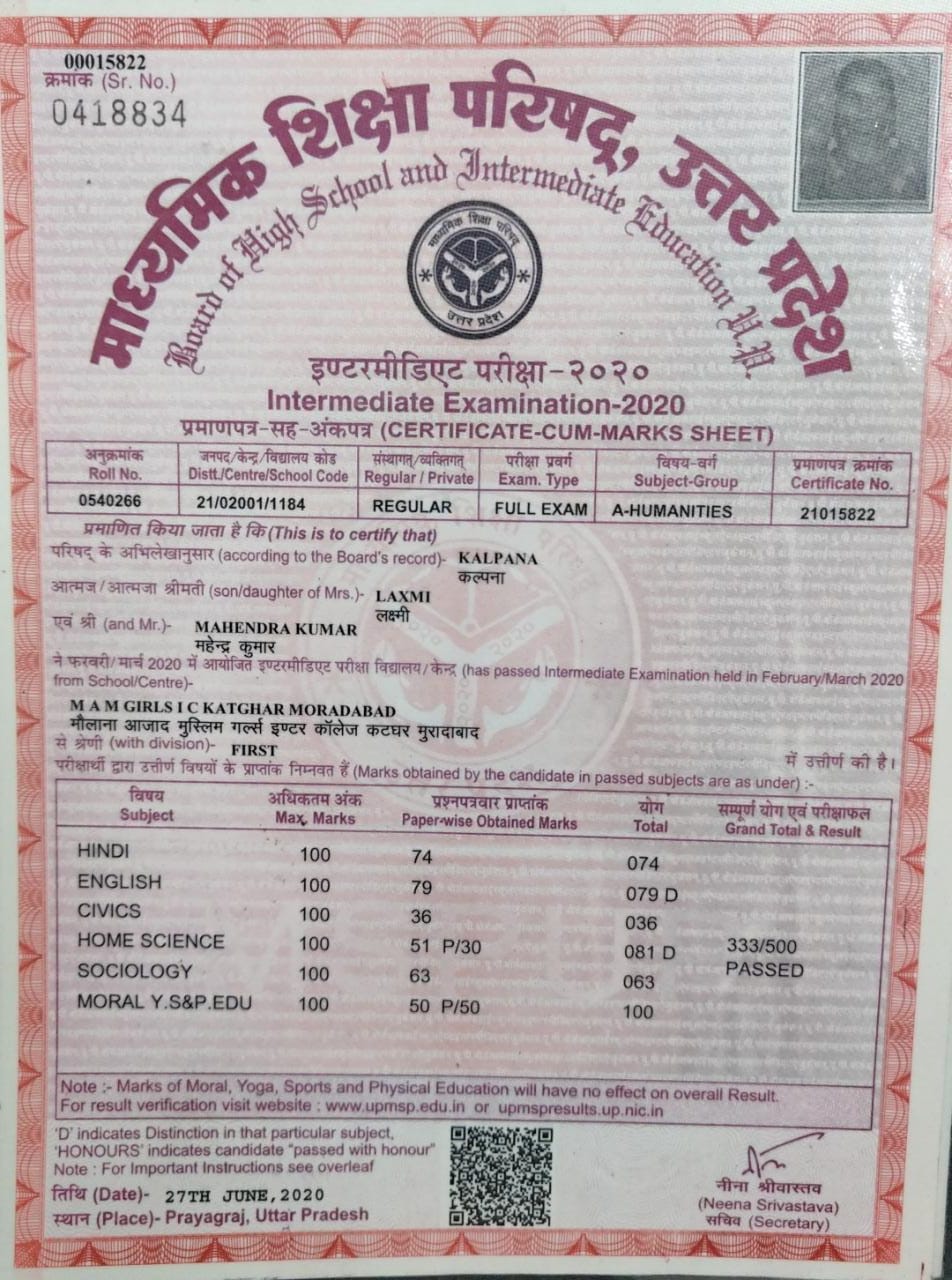 00015822
क्रमांक (Sr. No.)
0418834
माध्यमिक शिक्षा परिषद्, उत्तर प्रदेश
Board of High School and Intermediate Education U.P.
माध्यमिक शिक्षा परिषद्
उत्तर प्रदेश
इण्टरमीडिएट परीक्षा-२०२०
Intermediate Examination-2020
प्रमाणपत्र-सह-अंकपत्र (CERTIFICATE-CUM-MARKS SHEET)
अनुक्रमांक जनपद/केन्द्र/विद्यालय कोड संस्थागत/व्यक्तिगत परीक्षा प्रवर्ग विषय-वर्ग प्रमाणपत्र क्रमांक
Roll No. Distt./Centre/School Code Regular / Private Exam. Type Subject-Group Certificate No.
0540266 21/02001/1184 REGULAR FULL EXAM A-HUMANITIES 21015822
प्रमाणित किया जाता है कि (This is to certify that)
परिषद् के अभिलेखानुसार (according to the Board's record)- KALPANA
कल्पना
आत्मज/आत्मजा श्रीमती (son/daughter of Mrs.)- LAXMI
लक्ष्मी
एवं श्री (and Mr.)- MAHENDRA KUMAR
महेन्द्र कुमार
ने फरवरी/मार्च 2020 में आयोजित इण्टरमीडिएट परीक्षा विद्यालय/केन्द्र (has passed Intermediate Examination held in February/March 2020
from School/Centre)-
M A M GIRLS I C KATGHAR MORADABAD
मौलाना आजाद मुस्लिम गर्ल्स इण्टर कॉलेज कटघर मुरादाबाद
से श्रेणी (with division)- FIRST में उत्तीर्ण की है।
परीक्षार्थी द्वारा उत्तीर्ण विषयों के प्राप्तांक निम्नवत हैं (Marks obtained by the candidate in passed subjects are as under) :-
विषय अधिकतम अंक प्रश्नपत्रवार प्राप्तांक योग सम्पूर्ण योग एवं परीक्षाफल
Subject Max. Marks Paper-wise Obtained Marks Total Grand Total & Result
HINDI 100 74 074
ENGLISH 100 79 079 D
CIVICS 100 36 036
HOME SCIENCE 100 51 P/30 081 D 333/500
SOCIOLOGY 100 63 063 PASSED
MORAL Y.S&P.EDU 100 50 P/50 100
Note :- Marks of Moral, Yoga, Sports and Physical Education will have no effect on overall Result.
For result verification visit website : www.upmsp.edu.in or upmspresults.up.nic.in
'D' indicates Distinction in that particular subject,
'HONOURS' indicates candidate "passed with honour"
Note : For Important Instructions see overleaf
तिथि (Date)- 27TH JUNE,2020
स्थान (Place)- Prayagraj, Uttar Pradesh
नीना श्रीवास्तव
(Neena Srivastava)
सचिव (Secretary)